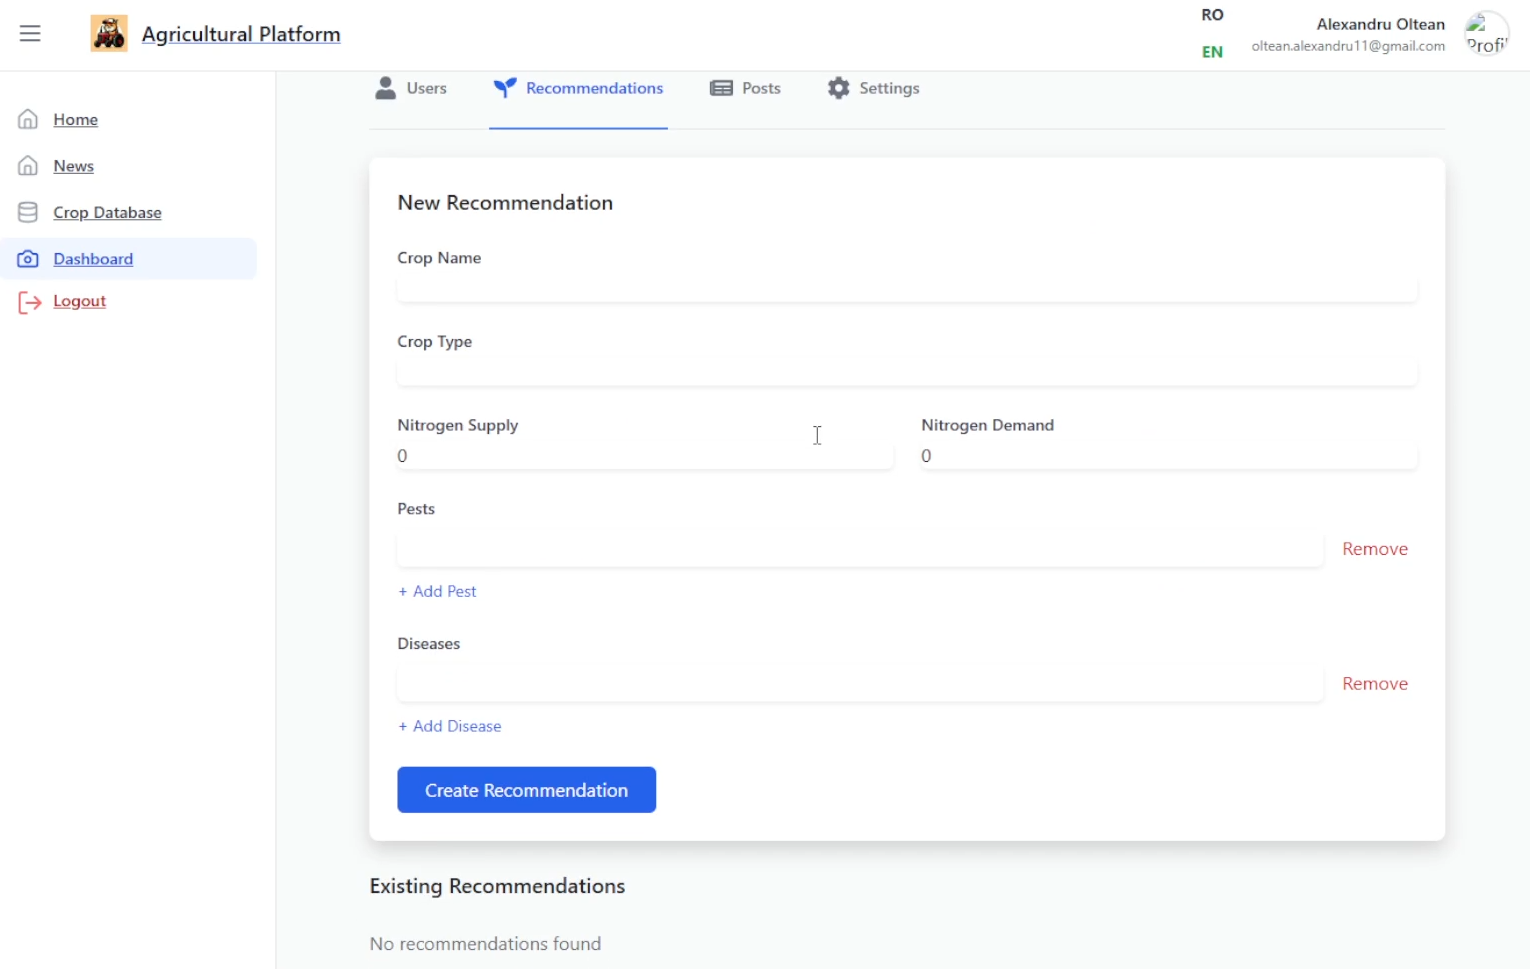 Agricultural Platform
RO
EN
Alexandru Oltean
oltean.alexandru11@gmail.com
Profi
Home
News
Crop Database
Dashboard
Logout
Users
Recommendations
Posts
Settings
New Recommendation
Crop Name
Crop Type
Nitrogen Supply
Nitrogen Demand
0
0
Pests
Remove
+ Add Pest
Diseases
Remove
+ Add Disease
Create Recommendation
Existing Recommendations
No recommendations found